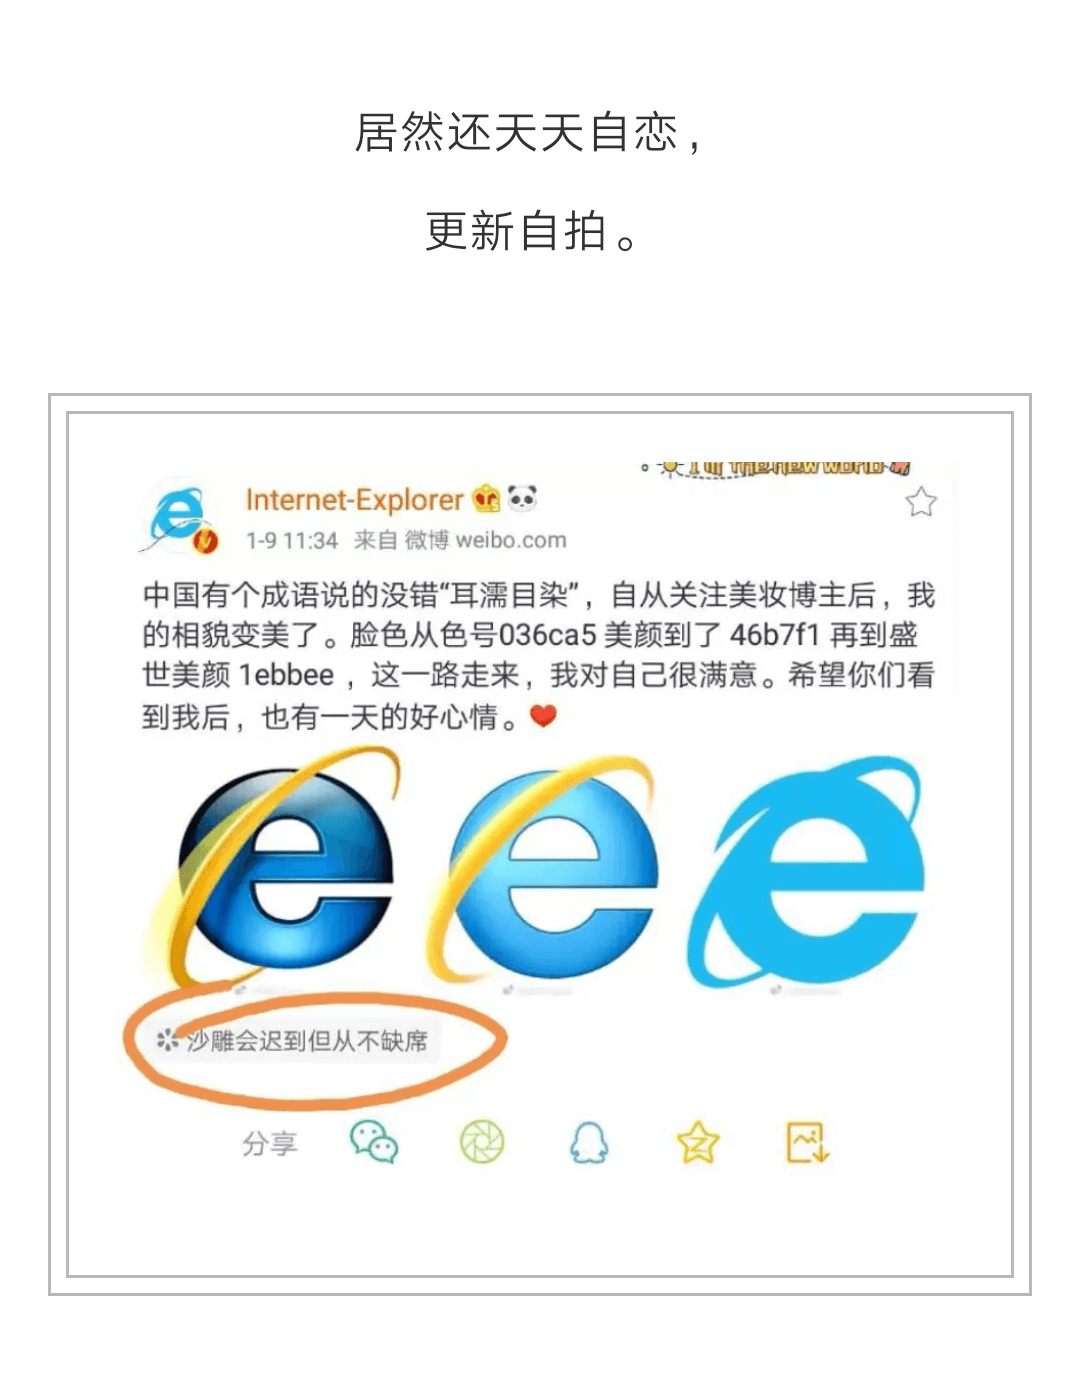 居然还天天自恋，
更新自拍。
I'm the new world
Internet-Explorer
1-9 11:34 来自 微博 weibo.com
中国有个成语说的没错“耳濡目染”，自从关注美妆博主后，我
的相貌变美了。脸色从色号036ca5 美颜到了 46b7f1 再到盛
世美颜 1ebbee ，这一路走来，我对自己很满意。希望你们看
到我后，也有一天的好心情。
沙雕会迟到但从不缺席
分享